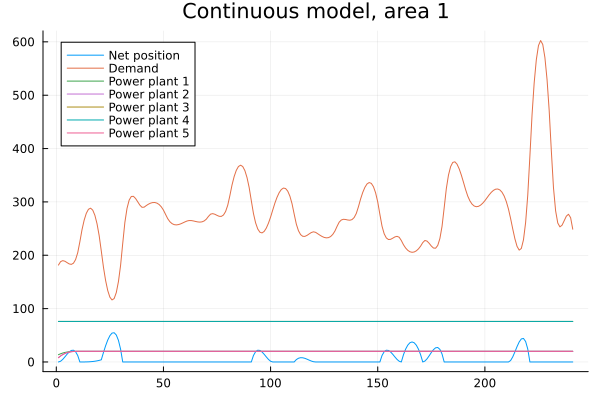 Continuous model, area 1
600
500
400
300
200
100
0
Net position
Demand
Power plant 1
Power plant 2
Power plant 3
Power plant 4
Power plant 5
0 50 100 150 200